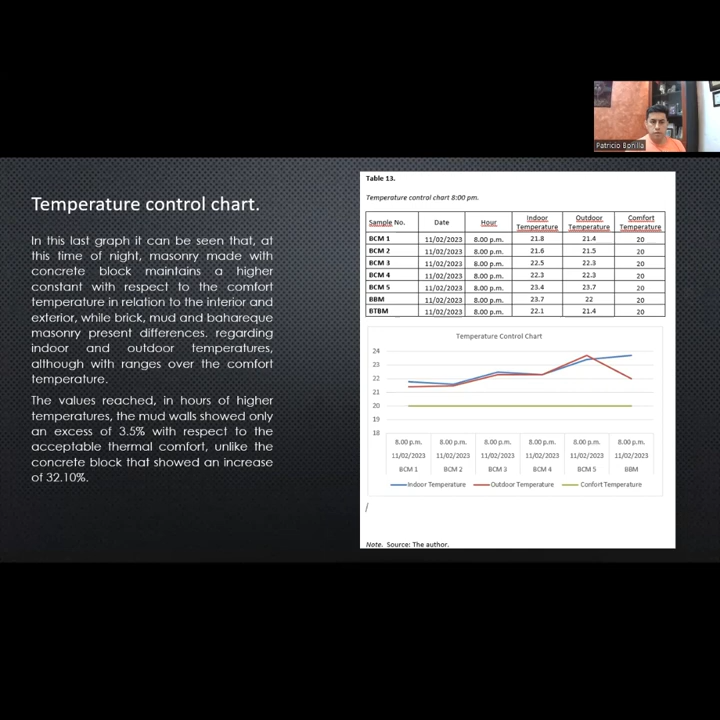 Patricio Bonilla
Temperature control chart.
In this last graph it can be seen that, at
this time of night, masonry made with
concrete block maintains a higher
constant with respect to the comfort
temperature in relation to the interior and
exterior, while brick, mud and bahareque
masonry present differences. regarding
indoor and outdoor temperatures,
although with ranges over the comfort
temperature.
The values reached, in hours of higher
temperatures, the mud walls showed only
an excess of 3.5% with respect to the
acceptable thermal comfort, unlike the
concrete block that showed an increase
of 32.10%.
Table 13.
Temperature control chart 8:00 pm.
Sample No. Date Hour Indoor Temperature Outdoor Temperature Comfort Temperature
BCM 1 11/02/2023 8.00 p.m. 21.8 21.4 20
BCM 2 11/02/2023 8.00 p.m. 21.6 21.5 20
BCM 3 11/02/2023 8.00 p.m. 22.5 22.3 20
BCM 4 11/02/2023 8.00 p.m. 22.3 22.3 20
BCM 5 11/02/2023 8.00 p.m. 23.4 23.7 20
BBM 11/02/2023 8.00 p.m. 23.7 22 20
BTBM 11/02/2023 8.00 p.m. 22.1 21.4 20
Temperature Control Chart
24
23
22
21
20
19
18
8.00 p.m. 8.00 p.m. 8.00 p.m. 8.00 p.m. 8.00 p.m. 8.00 p.m.
11/02/2023 11/02/2023 11/02/2023 11/02/2023 11/02/2023 11/02/2023
BCM 1 BCM 2 BCM 3 BCM 4 BCM 5 BBM
Indoor Temperature Outdoor Temperature Confort Temperature
/
Note. Source: The author.